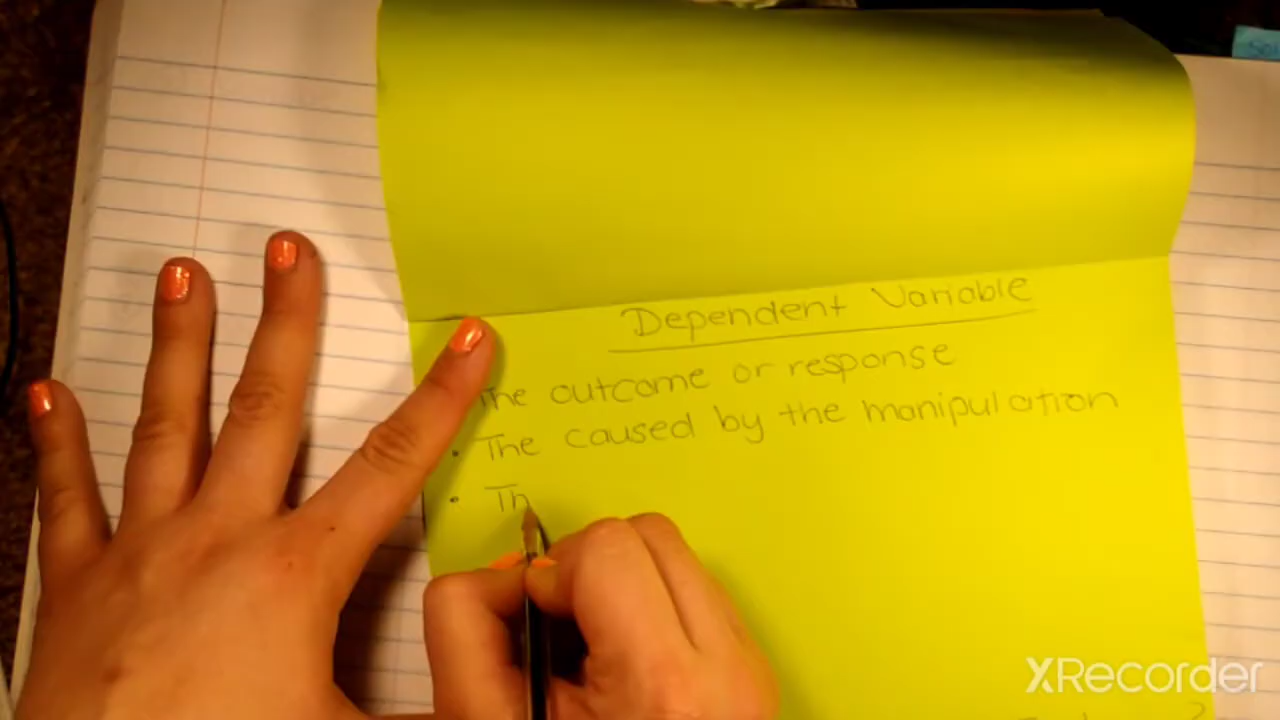 Dependent Variable
The outcome or response
• The caused by the manipulation
• Th
XRecorder